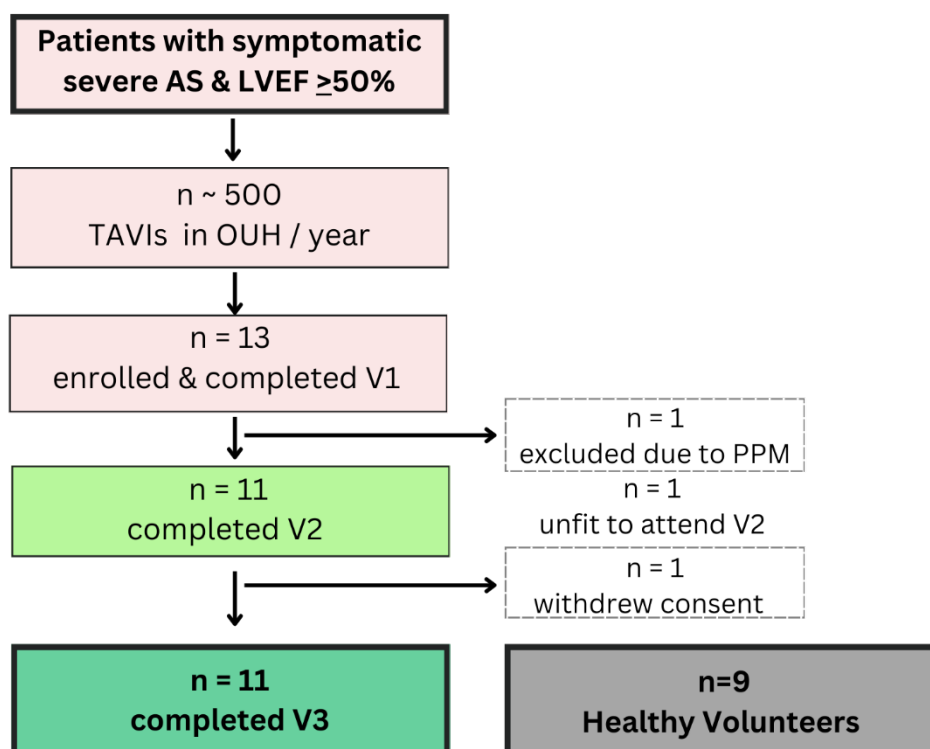 Patients with symptomatic
severe AS & LVEF ≥50%
n ~ 500
TAVIs in OUH / year
n = 13
enrolled & completed V1
n = 1
excluded due to PPM
n = 11
completed V2
n = 1
unfit to attend V2
n = 1
withdrew consent
n = 11
completed V3
n=9
Healthy Volunteers